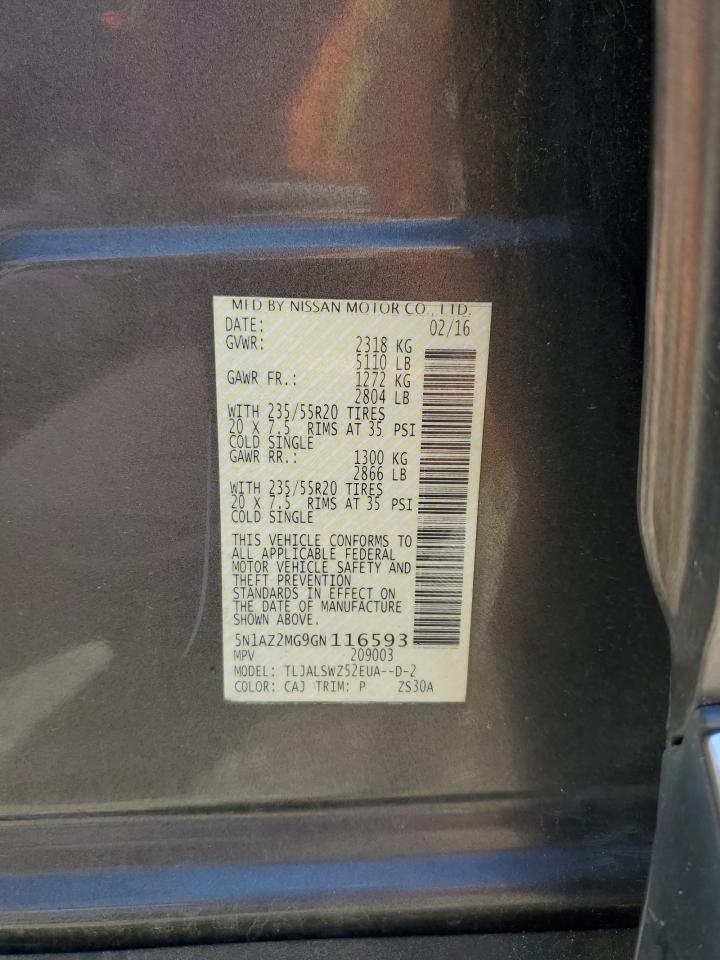 MFD BY NISSAN MOTOR CO., LTD.
DATE: 02/16
GVWR: 2318 KG
5110 LB
GAWR FR.: 1272 KG
2804 LB
WITH 235/55R20 TIRES
20 X 7.5 RIMS AT 35 PSI
COLD SINGLE
GAWR RR.: 1300 KG
2866 LB
WITH 235/55R20 TIRES
20 X 7.5 RIMS AT 35 PSI
COLD SINGLE
THIS VEHICLE CONFORMS TO
ALL APPLICABLE FEDERAL
MOTOR VEHICLE SAFETY AND
THEFT PREVENTION
STANDARDS IN EFFECT ON
THE DATE OF MANUFACTURE
SHOWN ABOVE.
5N1AZ2MG9GN116593
MPV 209003
MODEL: TLJALSWZ52EUA--D-2
COLOR: CAJ TRIM: P ZS30A